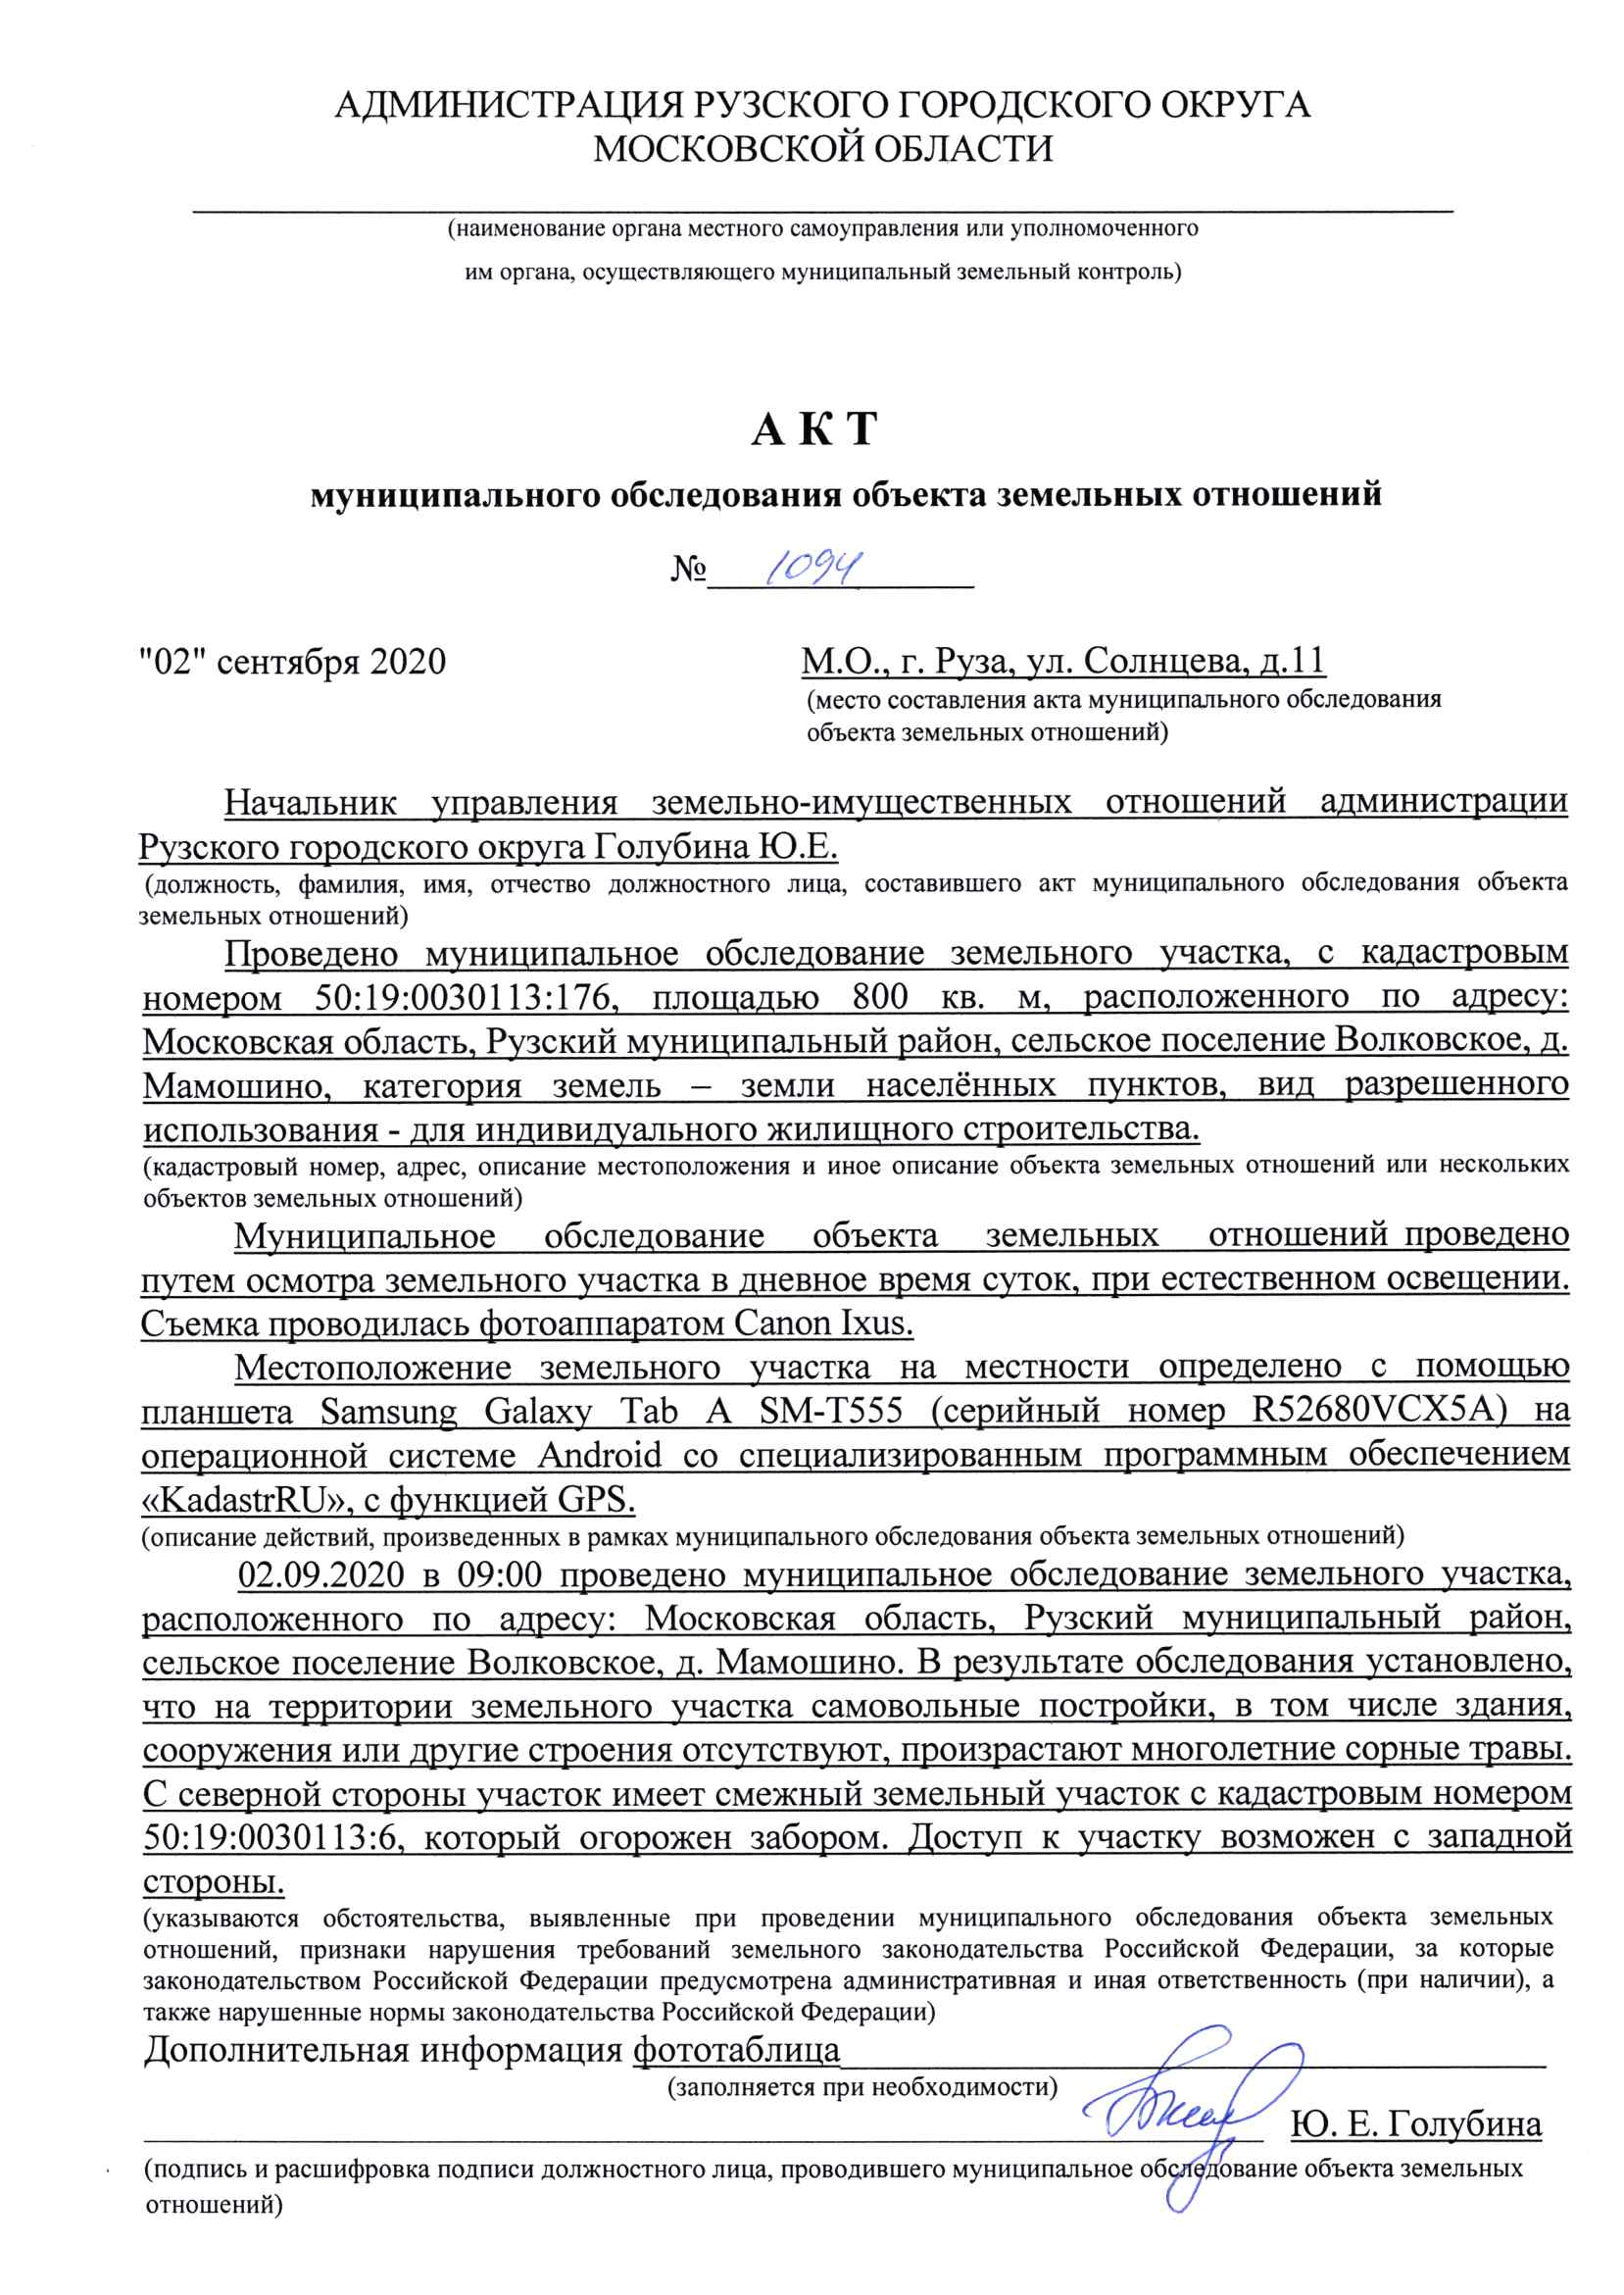 АДМИНИСТРАЦИЯ РУЗСКОГО ГОРОДСКОГО ОКРУГА
МОСКОВСКОЙ ОБЛАСТИ
(наименование органа местного самоуправления или уполномоченного
им органа, осуществляющего муниципальный земельный контроль)
А К Т
муниципального обследования объекта земельных отношений
№ 1094
"02" сентября 2020
М.О., г. Руза, ул. Солнцева, д.11
(место составления акта муниципального обследования
объекта земельных отношений)
Начальник управления земельно-имущественных отношений администрации
Рузского городского округа Голубина Ю.Е.
(должность, фамилия, имя, отчество должностного лица, составившего акт муниципального обследования объекта
земельных отношений)
Проведено муниципальное обследование земельного участка, с кадастровым
номером 50:19:0030113:176, площадью 800 кв. м, расположенного по адресу:
Московская область, Рузский муниципальный район, сельское поселение Волковское, д.
Мамошино, категория земель – земли населённых пунктов, вид разрешенного
использования - для индивидуального жилищного строительства.
(кадастровый номер, адрес, описание местоположения и иное описание объекта земельных отношений или нескольких
объектов земельных отношений)
Муниципальное обследование объекта земельных отношений проведено
путем осмотра земельного участка в дневное время суток, при естественном освещении.
Съемка проводилась фотоаппаратом Canon Ixus.
Местоположение земельного участка на местности определено с помощью
планшета Samsung Galaxy Tab A SM-T555 (серийный номер R52680VCX5A) на
операционной системе Android со специализированным программным обеспечением
«KadastrRU», с функцией GPS.
(описание действий, произведенных в рамках муниципального обследования объекта земельных отношений)
02.09.2020 в 09:00 проведено муниципальное обследование земельного участка,
расположенного по адресу: Московская область, Рузский муниципальный район,
сельское поселение Волковское, д. Мамошино. В результате обследования установлено,
что на территории земельного участка самовольные постройки, в том числе здания,
сооружения или другие строения отсутствуют, произрастают многолетние сорные травы.
С северной стороны участок имеет смежный земельный участок с кадастровым номером
50:19:0030113:6, который огорожен забором. Доступ к участку возможен с западной
стороны.
(указываются обстоятельства, выявленные при проведении муниципального обследования объекта земельных
отношений, признаки нарушения требований земельного законодательства Российской Федерации, за которые
законодательством Российской Федерации предусмотрена административная и иная ответственность (при наличии), а
также нарушенные нормы законодательства Российской Федерации)
Дополнительная информация фототаблица
(заполняется при необходимости)
Ю. Е. Голубина
(подпись и расшифровка подписи должностного лица, проводившего муниципальное обследование объекта земельных
отношений)